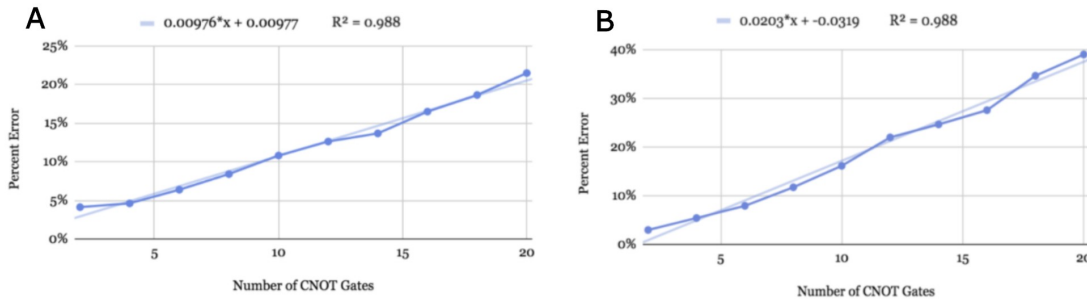 A
0.00976*x + 0.00977 R² = 0.988
25%
20%
15%
10%
5%
0%
Percent Error
5 10 15 20
Number of CNOT Gates
B
0.0203*x + -0.0319 R² = 0.988
40%
30%
20%
10%
0%
Percent Error
5 10 15 20
Number of CNOT Gates